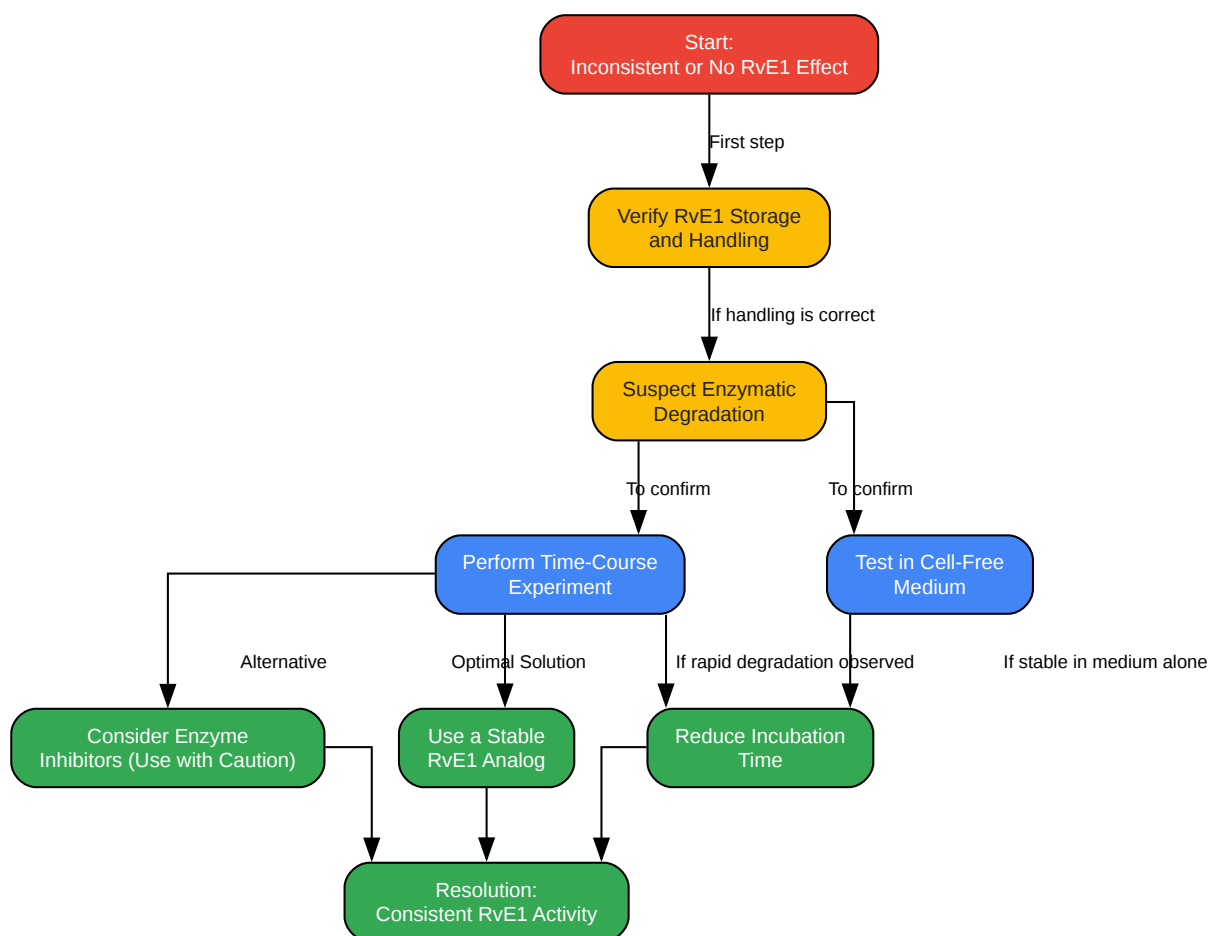 Start:
Inconsistent or No RvE1 Effect
First step
Verify RvE1 Storage
and Handling
If handling is correct
Suspect Enzymatic
Degradation
To confirm
To confirm
Perform Time-Course
Experiment
Test in Cell-Free
Medium
Alternative
Optimal Solution
If rapid degradation observed
If stable in medium alone
Consider Enzyme
Inhibitors (Use with Caution)
Use a Stable
RvE1 Analog
Reduce Incubation
Time
Resolution:
Consistent RvE1 Activity